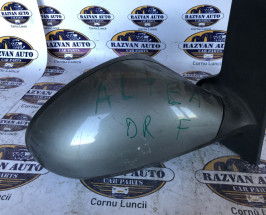 RAZVAN AUTO
CAR PARTS
Cornu Luncii
ALTEA
DR F